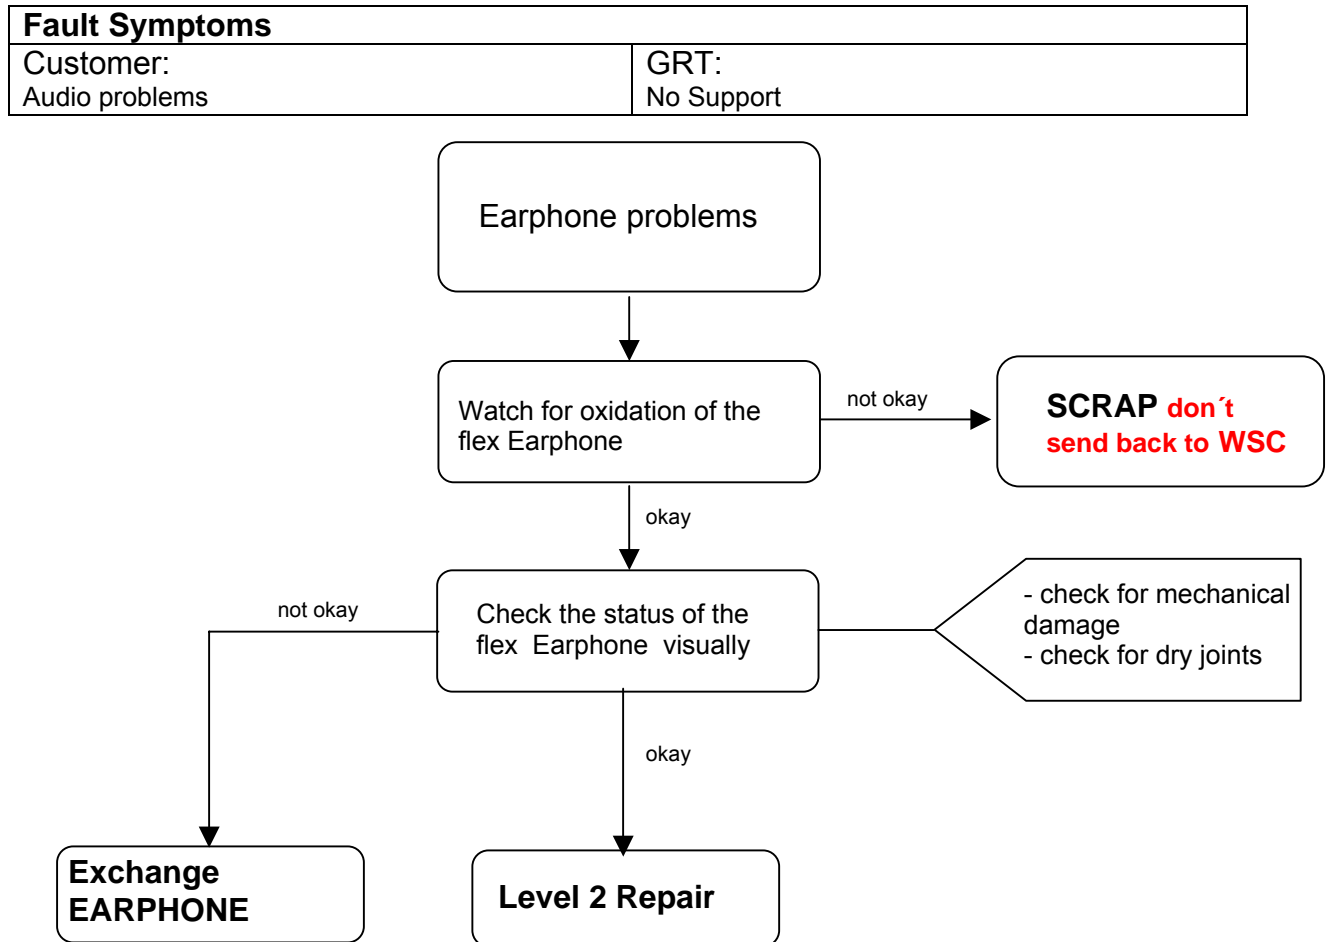 Fault Symptoms
Customer:
Audio problems
GRT:
No Support
Earphone problems
Watch for oxidation of the
flex Earphone
not okay
SCRAP don´t
send back to WSC
okay
Check the status of the
flex Earphone visually
not okay
- check for mechanical
damage
- check for dry joints
okay
Exchange
EARPHONE
Level 2 Repair